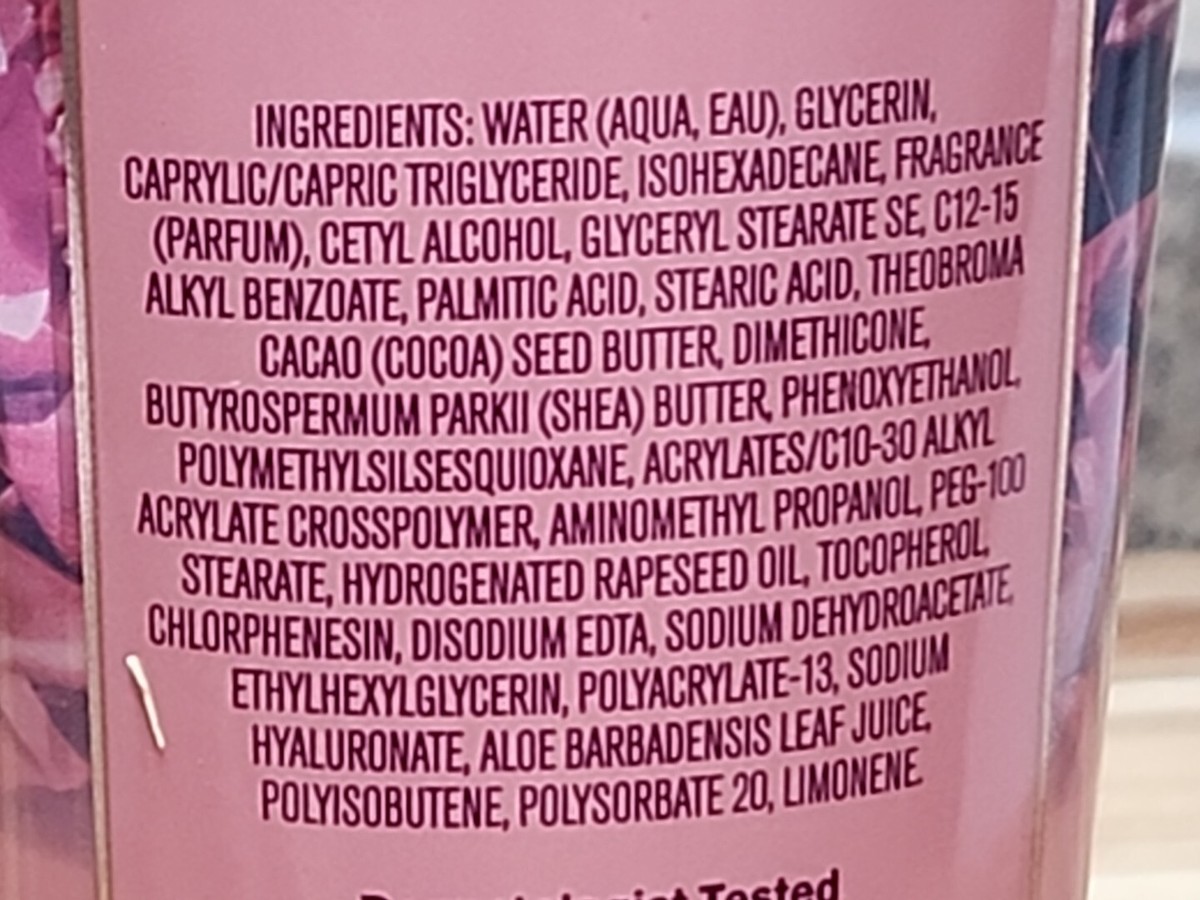 INGREDIENTS: WATER (AQUA, EAU), GLYCERIN,
CAPRYLIC/CAPRIC TRIGLYCERIDE, ISOHEXADECANE, FRAGRANCE
(PARFUM), CETYL ALCOHOL, GLYCERYL STEARATE SE, C12-15
ALKYL BENZOATE, PALMITIC ACID, STEARIC ACID, THEOBROMA
CACAO (COCOA) SEED BUTTER, DIMETHICONE,
BUTYROSPERMUM PARKII (SHEA) BUTTER, PHENOXYETHANOL,
POLYMETHYLSILSESQUIOXANE, ACRYLATES/C10-30 ALKYL
ACRYLATE CROSSPOLYMER, AMINOMETHYL PROPANOL, PEG-100
STEARATE, HYDROGENATED RAPESEED OIL, TOCOPHEROL,
CHLORPHENESIN, DISODIUM EDTA, SODIUM DEHYDROACETATE,
ETHYLHEXYLGLYCERIN, POLYACRYLATE-13, SODIUM
HYALURONATE, ALOE BARBADENSIS LEAF JUICE,
POLYISOBUTENE, POLYSORBATE 20, LIMONENE.
Tested